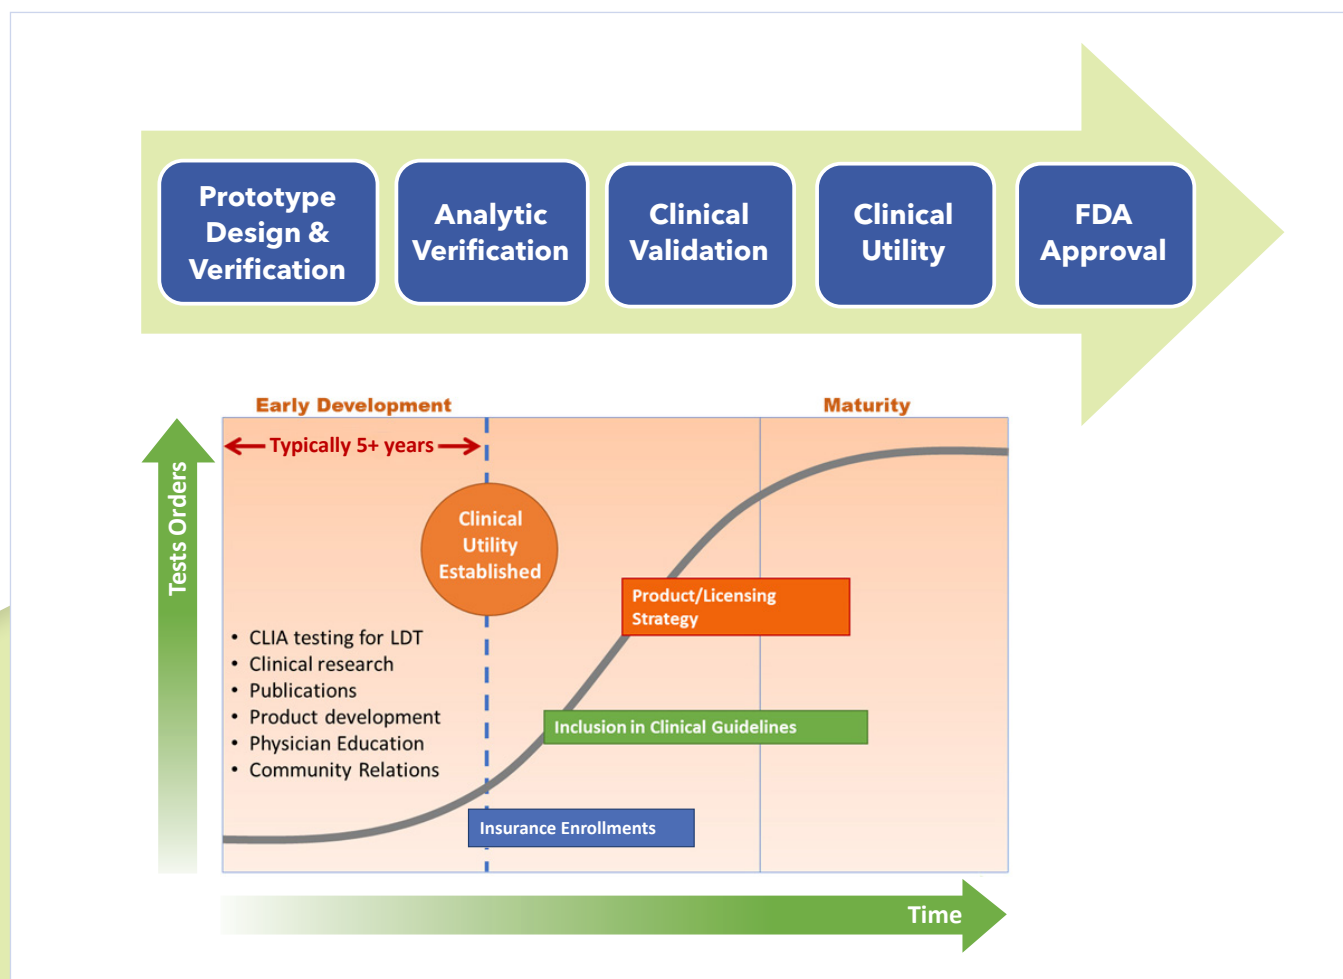 Prototype
Design &
Verification
Analytic
Verification
Clinical
Validation
Clinical
Utility
FDA
Approval
Early Development
Maturity
Typically 5+ years
Tests Orders
Clinical
Utility
Established
Product/Licensing
Strategy
• CLIA testing for LDT
• Clinical research
• Publications
• Product development
• Physician Education
• Community Relations
Inclusion in Clinical Guidelines
Insurance Enrollments
Time